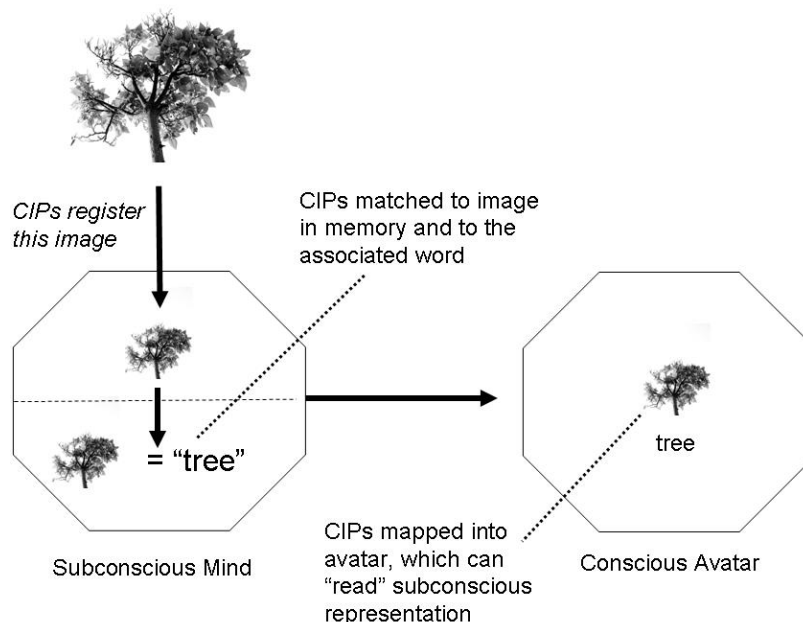 CIPs register
this image
CIPs matched to image
in memory and to the
associated word
= “tree”
tree
Subconscious Mind
CIPs mapped into
avatar, which can
“read” subconscious
representation
Conscious Avatar